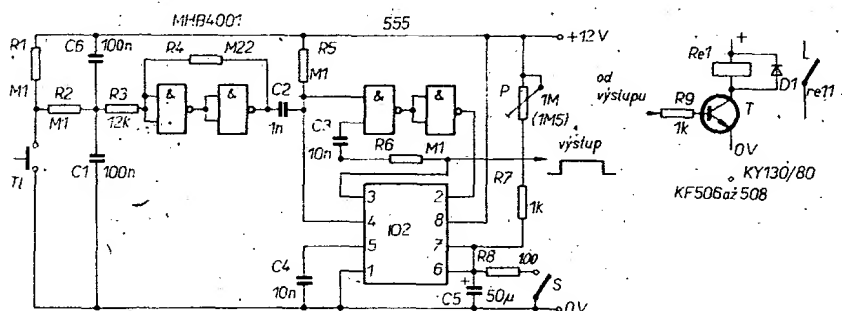 MHB4001
555
R1
M1
C6
100n
R4
M22
R5
M1
+12V
R2
M1
R3
12k
&
&
C2
1n
&
&
C3
10n
R6
M1
P
1M
(1M5)
výstup
Tl
C1
100n
R7
1k
3
2
4
8
IO2
5
7
1
6
C4
10n
R8
100
C5
+
50μ
S
0V
od
výstupu
R9
1k
Re1
+
D1
re11
T
0V
KY130/80
KF506až508